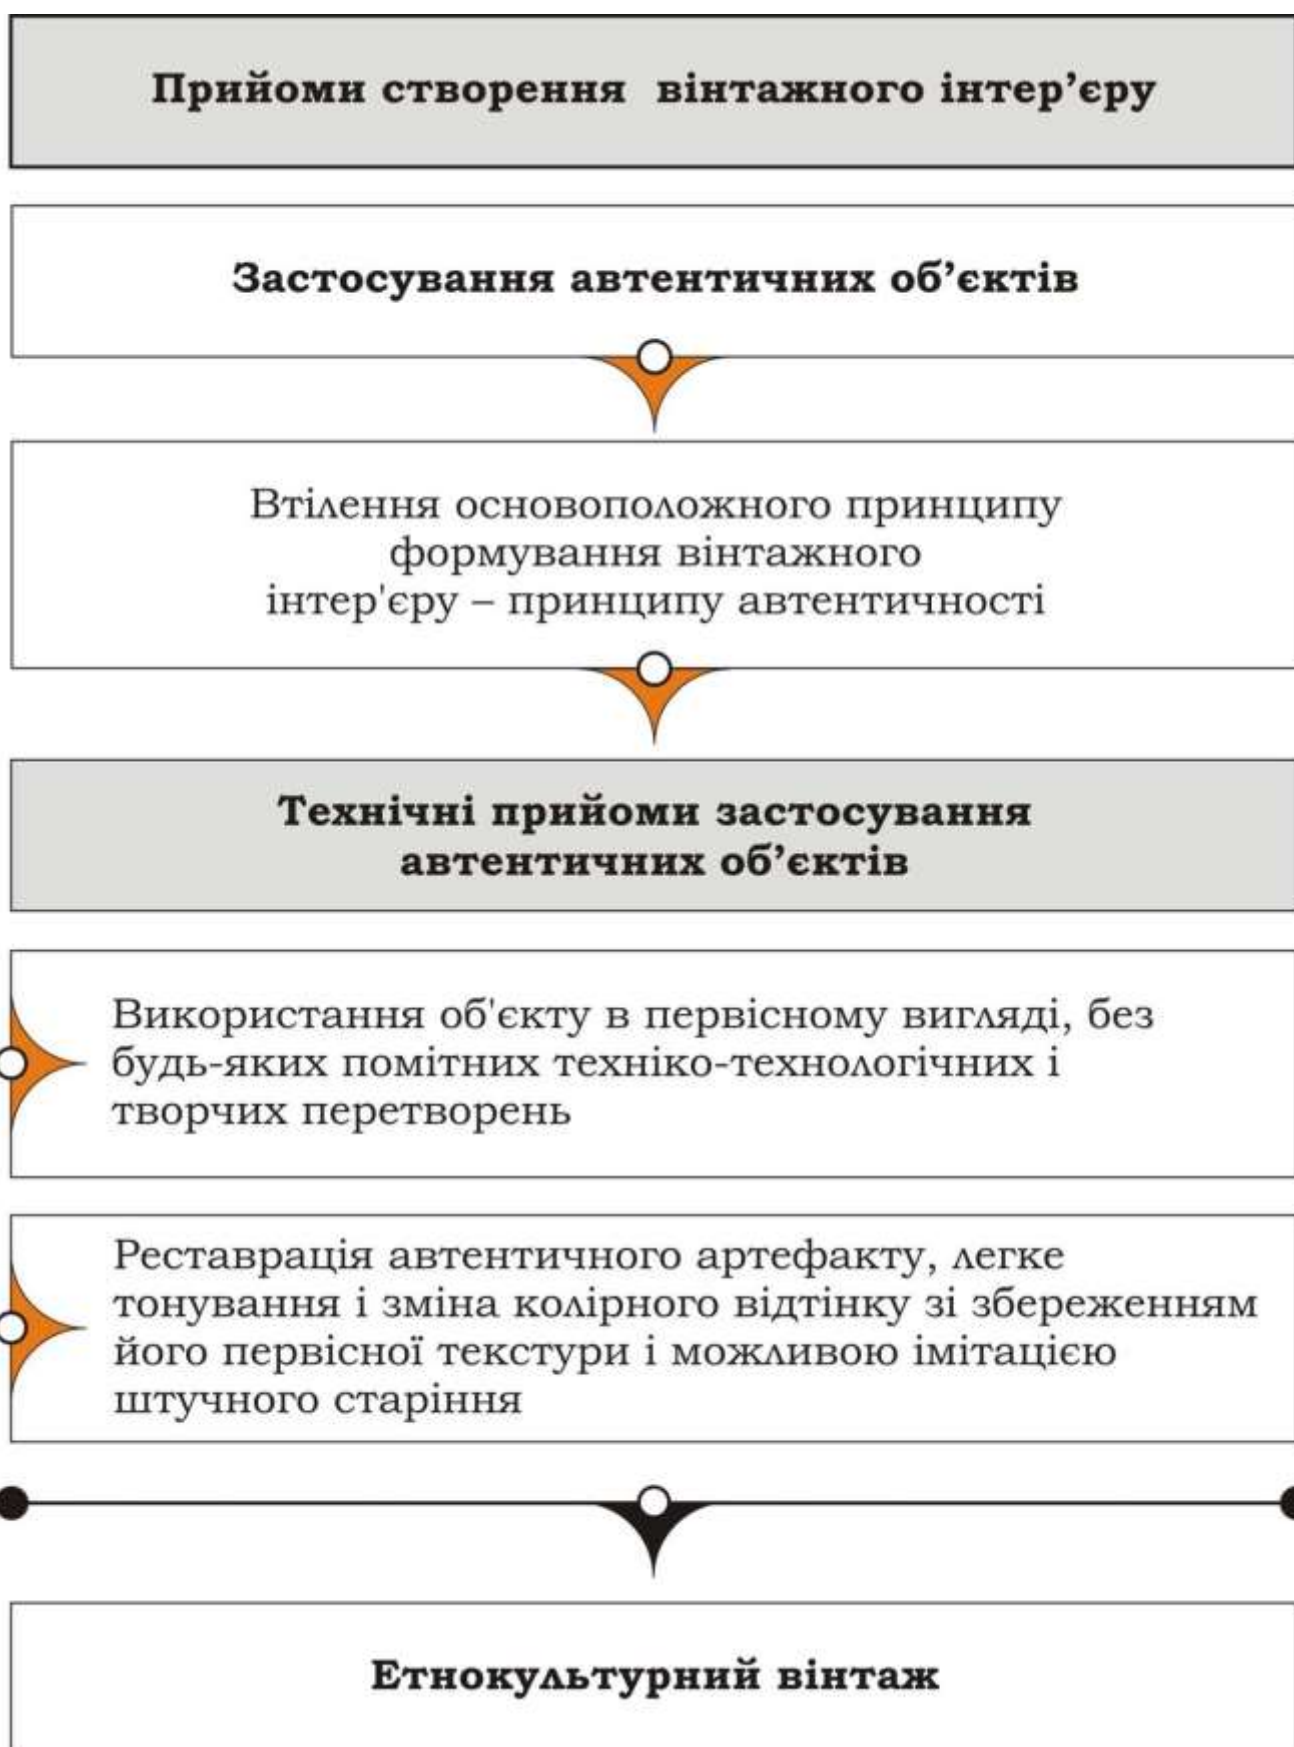 Прийоми створення вінтажного інтер’єру
Застосування автентичних об’єктів
Втілення основоположного принципу
формування вінтажного
інтер'єру – принципу автентичності
Технічні прийоми застосування
автентичних об’єктів
Використання об'єкту в первісному вигляді, без
будь-яких помітних техніко-технологічних і
творчих перетворень
Реставрація автентичного артефакту, легке
тонування і зміна колірного відтінку зі збереженням
його первісної текстури і можливою імітацією
штучного старіння
Етнокультурний вінтаж